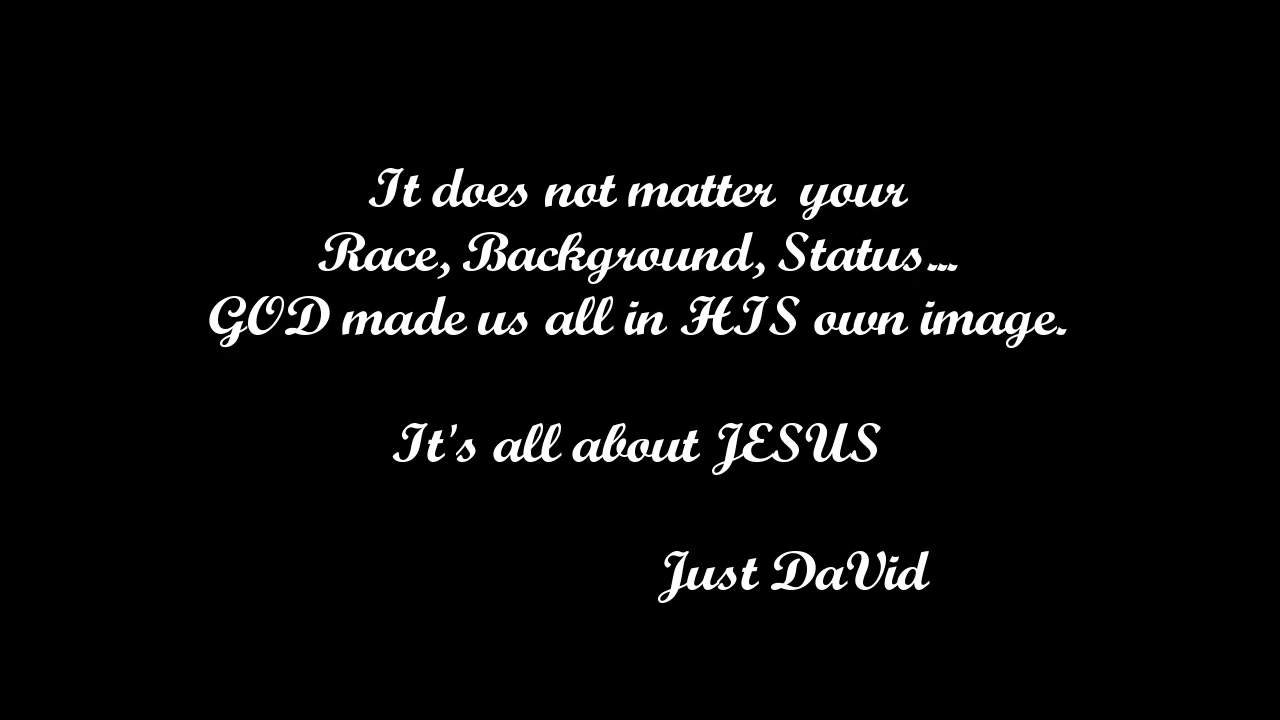 It does not matter  your
Race, Background, Status...
GOD made us all in HIS own image.
It's all about JESUS
Just DaVid